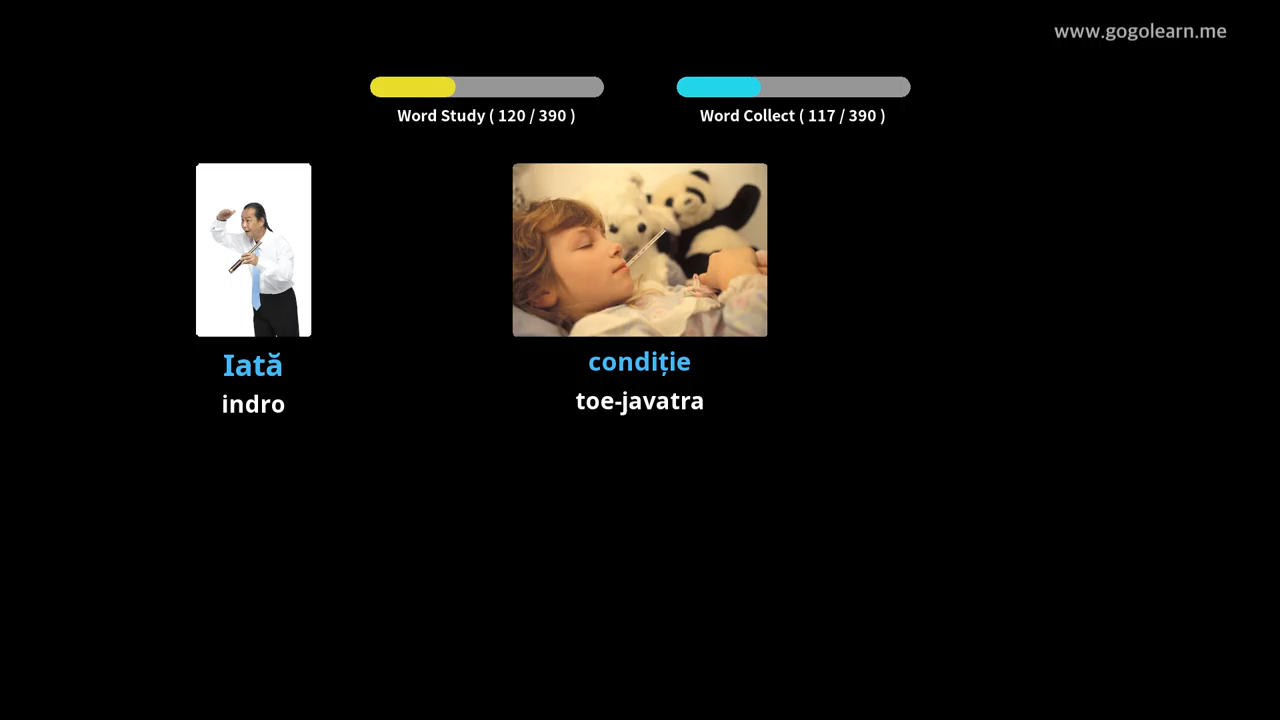 www.gogolearn.me
Word Study ( 120 / 390 )
Word Collect ( 117 / 390 )
Iată
indro
condiție
toe-javatra